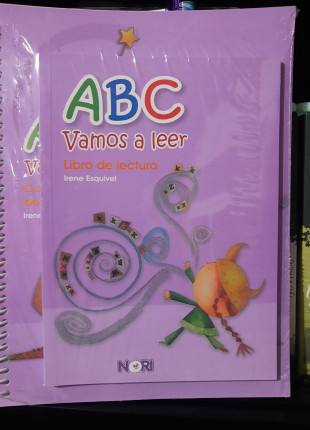 ABC
Vamos a leer
Libro de lectura
Irene Esquivel
NORI